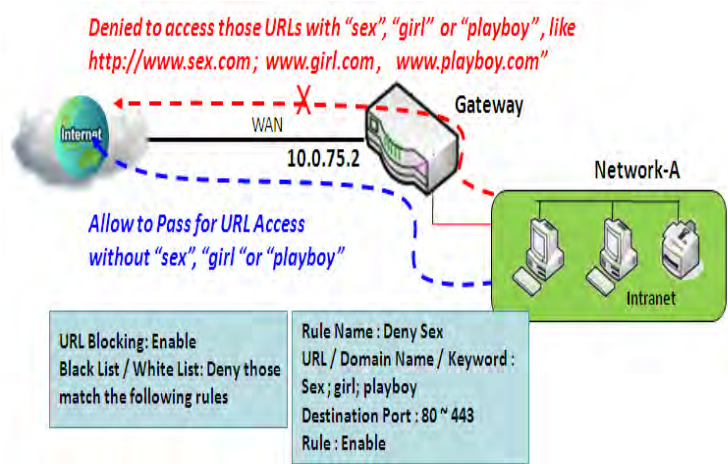 Denied to access those URLs with “sex”, “girl” or “playboy” , like
http://www.sex.com ; www.girl.com ,   www.playboy.com”
Gateway
Internet
WAN
10.0.75.2
Network-A
Allow to Pass for URL Access
without “sex”, “girl “or “playboy”
Intranet
URL Blocking: Enable
Black List / White List: Deny those
match the following rules
Rule Name : Deny Sex
URL / Domain Name / Keyword :
Sex ; girl; playboy
Destination Port : 80 ~ 443
Rule : Enable